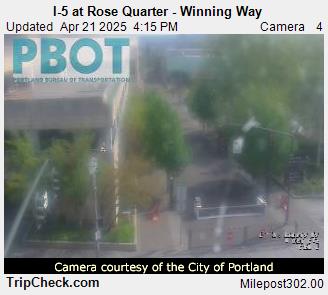 I-5 at Rose Quarter - Winning Way
Updated Apr 21 2025 4:15 PM Camera 4
PBOT
PORTLAND BUREAU OF TRANSPORTATION
Camera courtesy of the City of Portland
TripCheck.com Milepost302.00